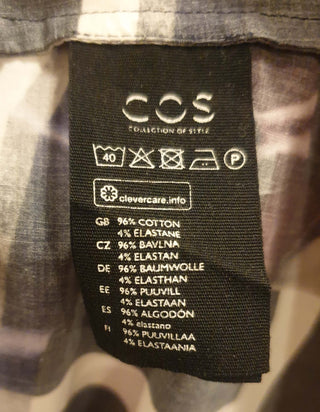 COS
COLLECTION OF STYLE
40 P
clevercare.info
GB 96% COTTON
4% ELASTANE
CZ 96% BAVLNA
4% ELASTAN
DE 96% BAUMWOLLE
4% ELASTHAN
EE 96% PUUVILL
4% ELASTAAN
ES 96% ALGODÓN
4% elastano
FI 96% PUUVILLAA
4% ELASTAANIA